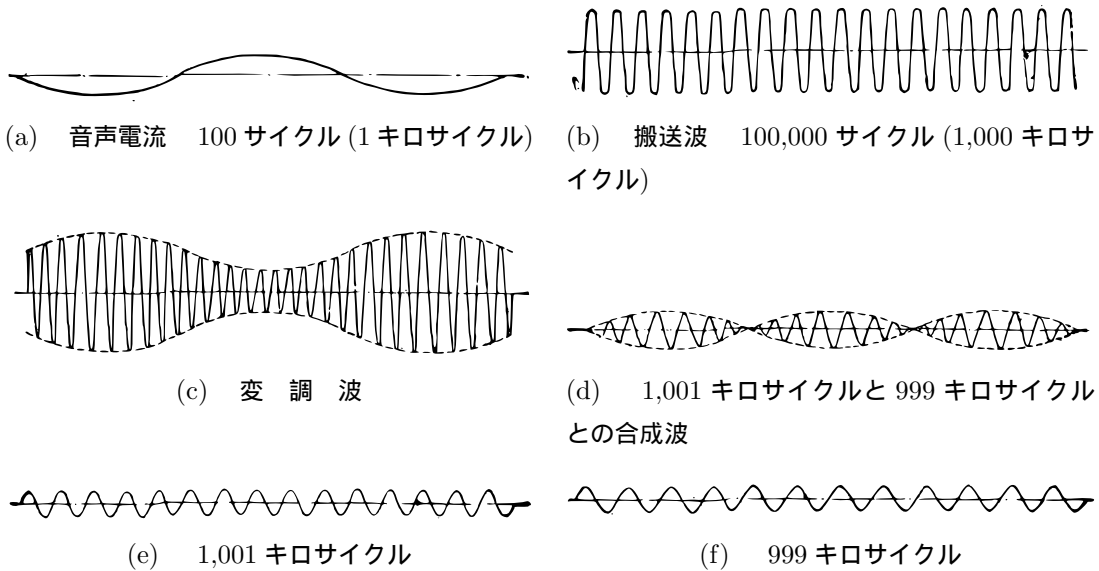 (a) 音声電流 100 サイクル (1 キロサイクル)
(b) 搬送波 100,000 サイクル (1,000 キロサ
イクル)
(c) 変 調 波
(d) 1,001 キロサイクルと 999 キロサイクル
との合成波
(e) 1,001 キロサイクル
(f) 999 キロサイクル